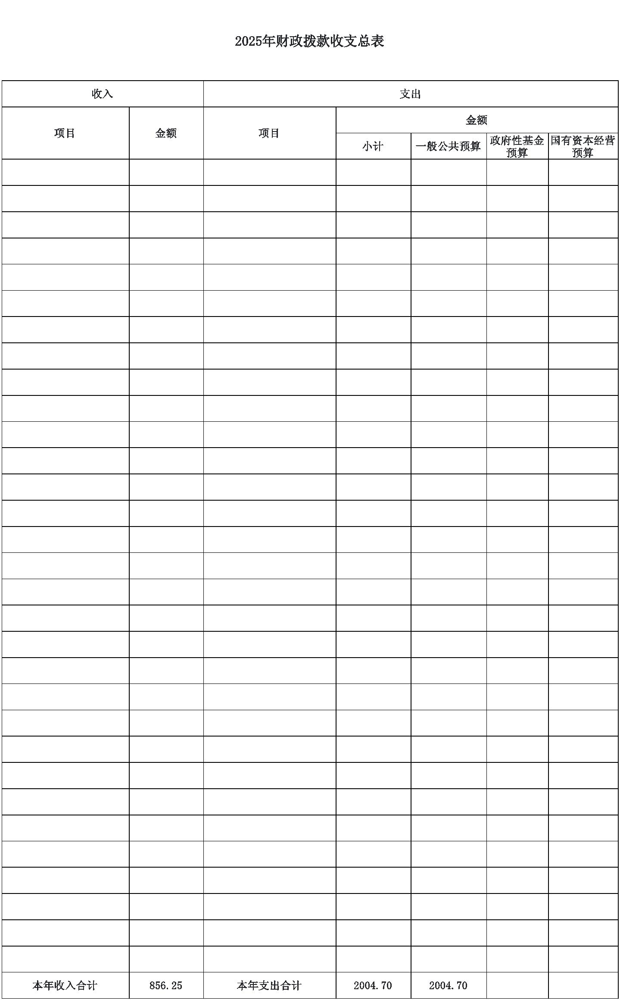 2025年财政拨款收支总表
收入 支出
项目 金额 项目 金额
小计 一般公共预算 政府性基金预算 国有资本经营预算
本年收入合计 856.25 本年支出合计 2004.70 2004.70